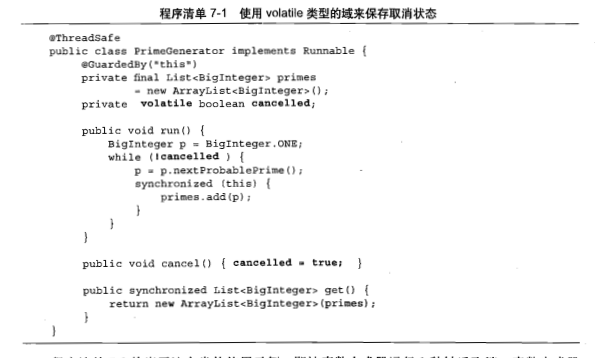 程序清单 7-1 使用 volatile 类型的域来保存取消状态
@ThreadSafe
public class PrimeGenerator implements Runnable {
@GuardedBy("this")
private final List<BigInteger> primes
= new ArrayList<BigInteger>();
private volatile boolean cancelled;
public void run() {
BigInteger p = BigInteger.ONE;
while (!cancelled ) {
p = p.nextProbablePrime();
synchronized (this) {
primes.add(p);
}
}
}
public void cancel() { cancelled = true; }
public synchronized List<BigInteger> get() {
return new ArrayList<BigInteger>(primes);
}
}